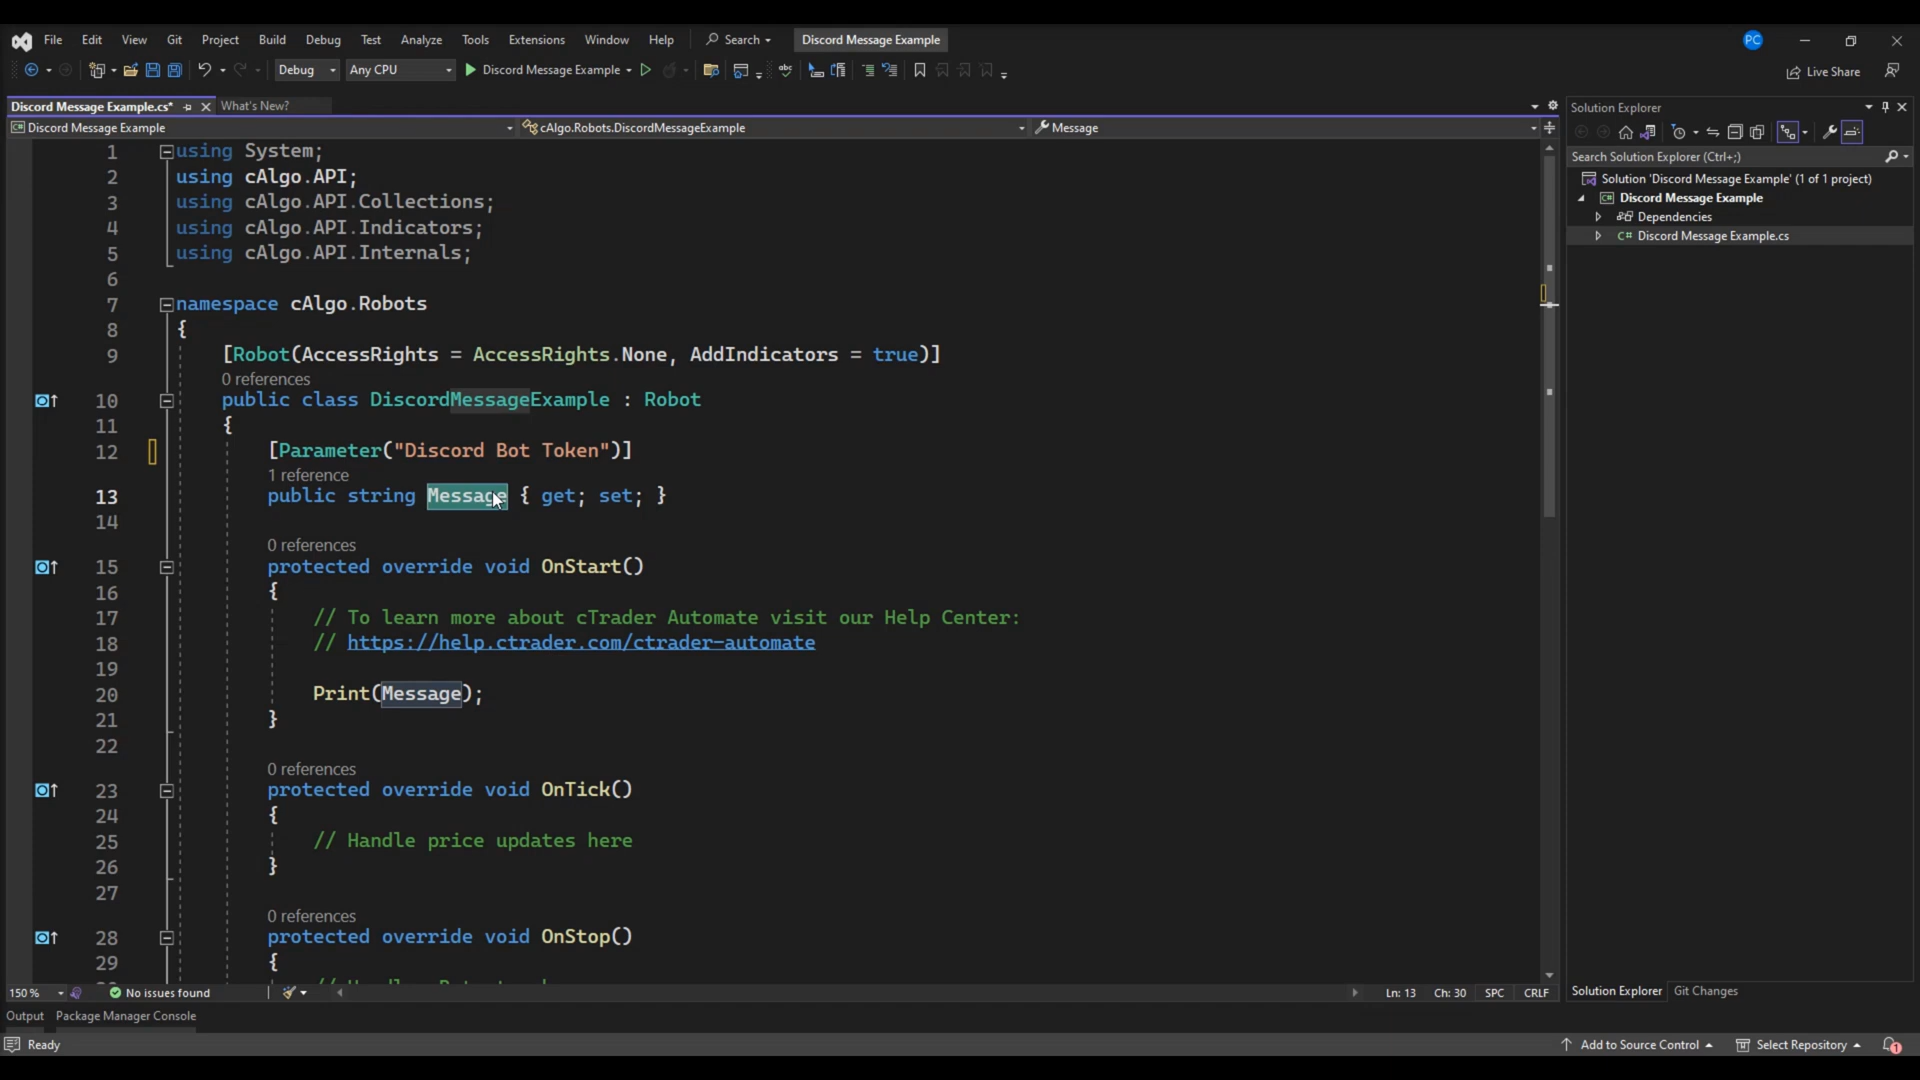 File Edit View Git Project Build Debug Test Analyze Tools Extensions Window Help Search Discord Message Example PC
Debug Any CPU Discord Message Example Live Share
Discord Message Example.cs* What's New?
Discord Message Example cAlgo.Robots.DiscordMessageExample Message
1 using System;
2 using cAlgo.API;
3 using cAlgo.API.Collections;
4 using cAlgo.API.Indicators;
5 using cAlgo.API.Internals;
6
7 namespace cAlgo.Robots
8 {
9 [Robot(AccessRights = AccessRights.None, AddIndicators = true)]
0 references
10 public class DiscordMessageExample : Robot
11 {
12 [Parameter("Discord Bot Token")]
1 reference
13 public string Message { get; set; }
14
0 references
15 protected override void OnStart()
16 {
17 // To learn more about cTrader Automate visit our Help Center:
18 // https://help.ctrader.com/ctrader-automate
19
20 Print(Message);
21 }
22
0 references
23 protected override void OnTick()
24 {
25 // Handle price updates here
26 }
27
0 references
28 protected override void OnStop()
29 {
150 % No issues found Ln: 13 Ch: 30 SPC CRLF
Output Package Manager Console
Ready Add to Source Control Select Repository 1
Solution Explorer
Search Solution Explorer (Ctrl+;)
Solution 'Discord Message Example' (1 of 1 project)
Discord Message Example
Dependencies
C# Discord Message Example.cs
Solution Explorer Git Changes